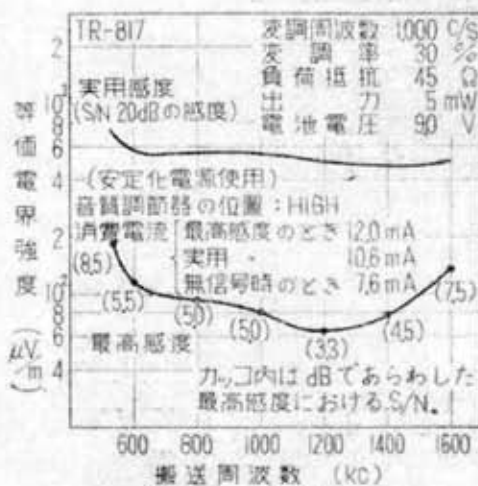 TR-817
変調周波数 1,000 C/S
変調率 30 %
負荷抵抗 45 Ω
出力 5 mW
電池電圧 9.0 V
実用感度
(S/N 20dBの感度)
(安定化電源使用)
音質調節器の位置:HIGH
消費電流 最高感度のとき 12.0 mA
実用 〃 10.6 mA
無信号時のとき 7.6 mA
(8.5)
(5.5)
(5.0)
(5.0)
(3.3)
(4.5)
(7.5)
最高感度
カッコ内は dB であらわした
最高感度における S/N。
等価電界強度 (μV/m)
2
10³
8
6
4
2
10²
8
6
4
600 800 1000 1200 1400 1600
搬送周波数 (KC)